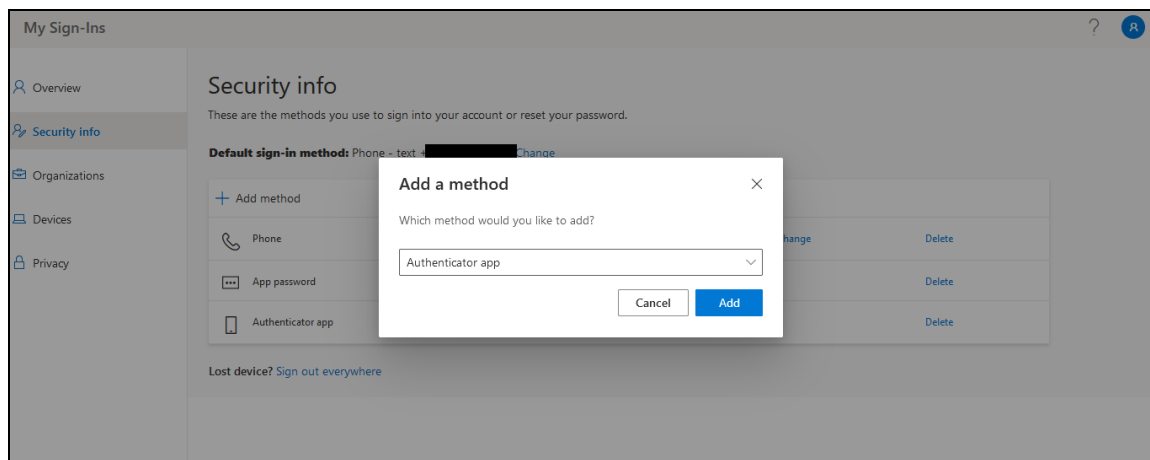 My Sign-Ins
?
Overview
Security info
Organizations
Devices
Privacy
Security info
These are the methods you use to sign into your account or reset your password.
Default sign-in method: Phone - text + Change
Add method
Phone hange Delete
App password Delete
Authenticator app Delete
Lost device? Sign out everywhere
Add a method
Which method would you like to add?
Authenticator app
Cancel Add